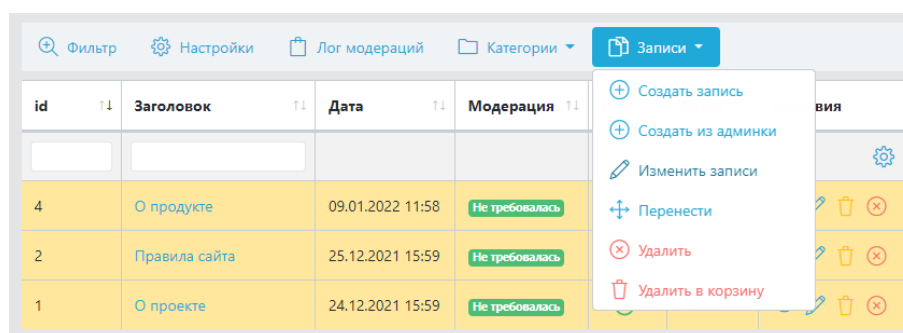 Фильтр Настройки Лог модераций Категории Записи
Создать запись
id Заголовок Дата Модерация вия
Создать из админки
Изменить записи
4 О продукте 09.01.2022 11:58 Не требовалась Перенести
2 Правила сайта 25.12.2021 15:59 Не требовалась Удалить
Удалить в корзину
1 О проекте 24.12.2021 15:59 Не требовалась